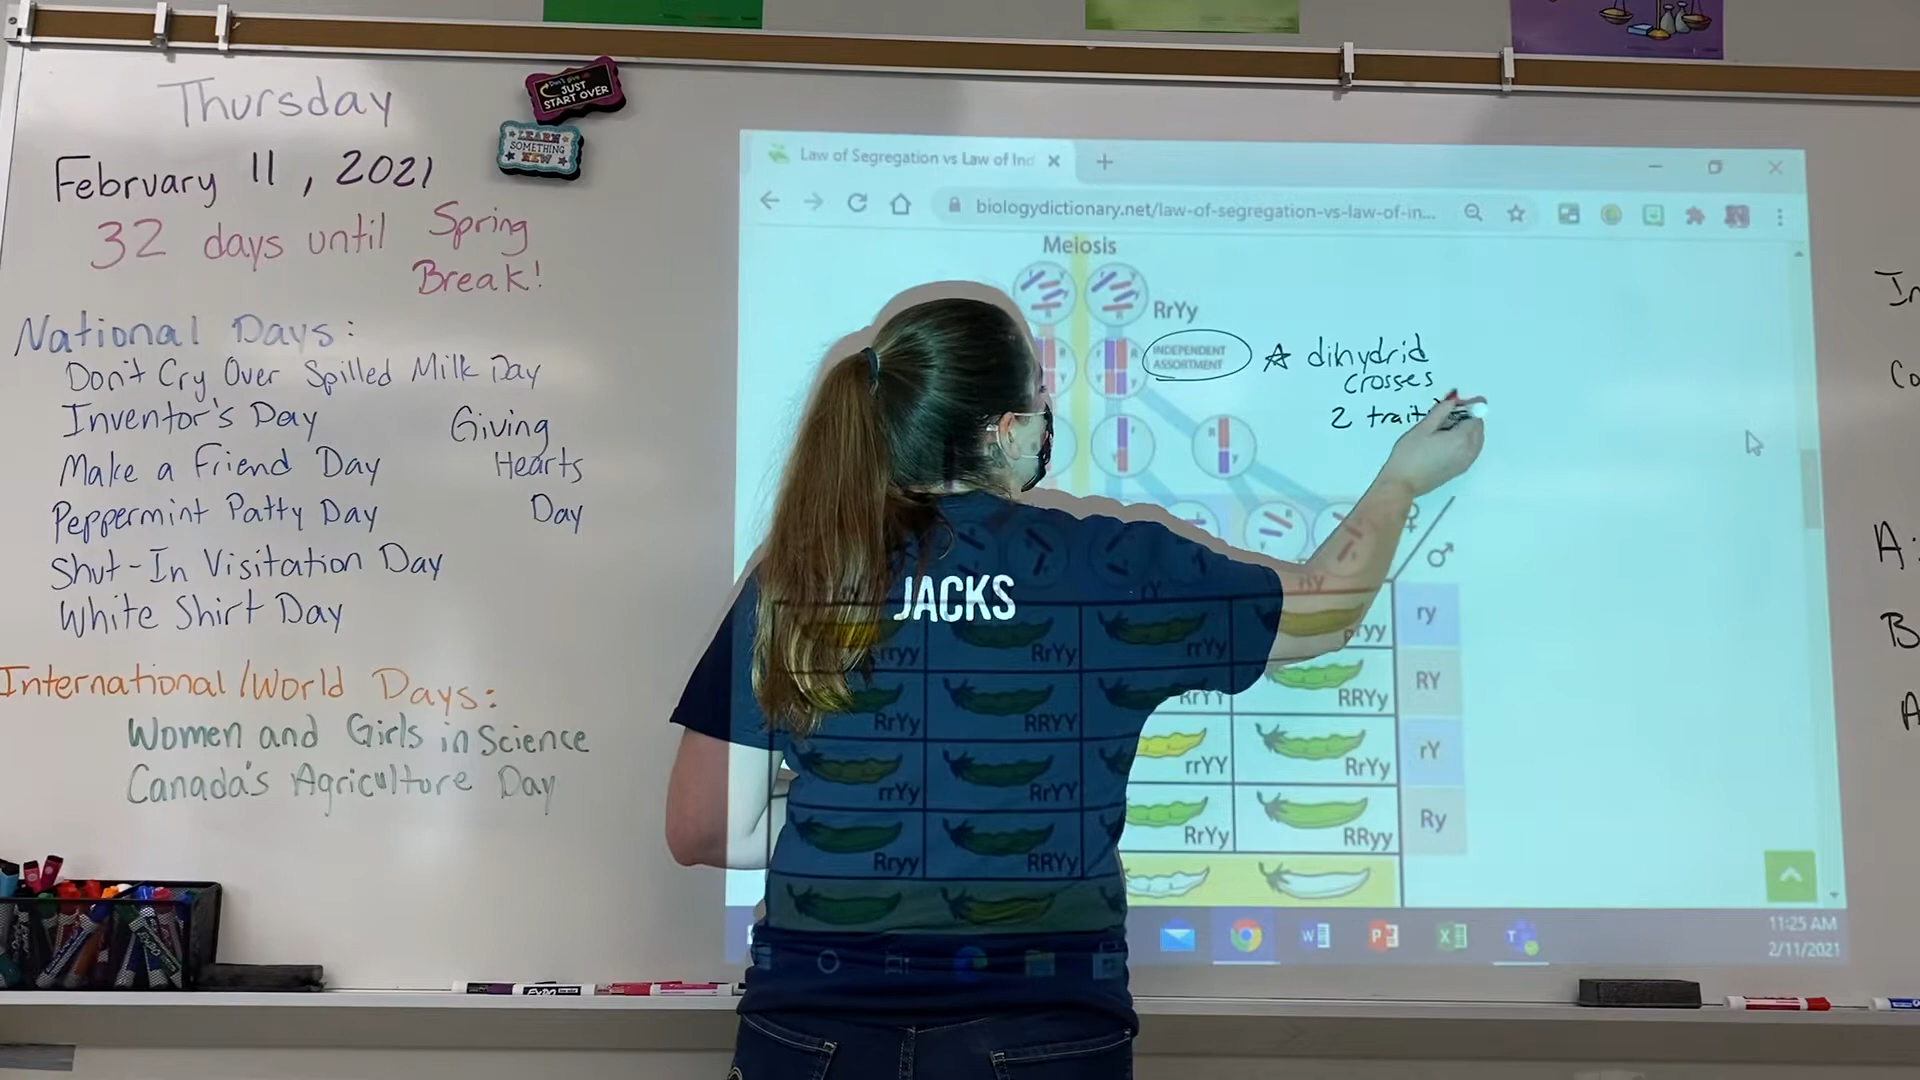 Thursday
February 11, 2021
32 days until Spring
Break!
National Days:
Don't Cry Over Spilled Milk Day
Inventor's Day
Make a Friend Day
Peppermint Patty Day
Shut-In Visitation Day
White Shirt Day
Giving
Hearts
Day
International/World Days:
Women and Girls in Science
Canada's Agriculture Day
Don't give up
JUST
START OVER
LEARN
SOMETHING
NEW
Law of Segregation vs Law of Ind
biologydictionary.net/law-of-segregation-vs-law-of-in...
Meiosis
RrYy
INDEPENDENT
ASSORTMENT
dihydrid
crosses
2 trait
JACKS
rryy RrYy rrYy Rryy ry
RrYy RRYY RrYY RRYy RY
rrYy RrYY rrYY RrYy rY
Rryy RRYy RrYy RRyy Ry
11:25 AM
2/11/2021
EXPO
In
Co
A:
B
A